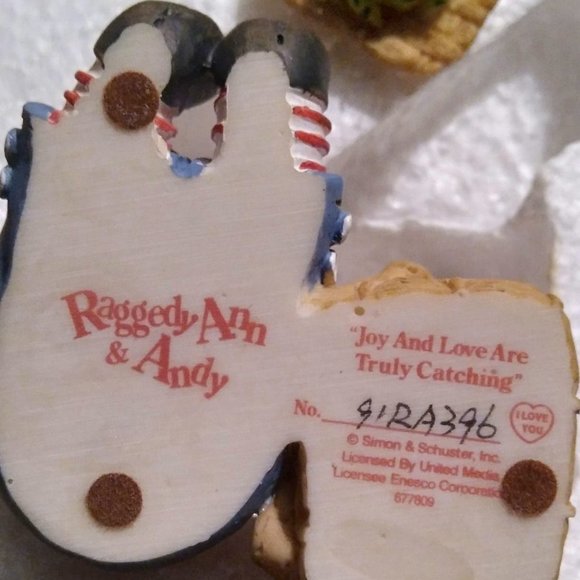 Raggedy Ann
& Andy
"Joy And Love Are
Truly Catching"
No. 91RA396
I LOVE
YOU
© Simon & Schuster, Inc.
Licensed By United Media
Licensee Enesco Corporation
677809